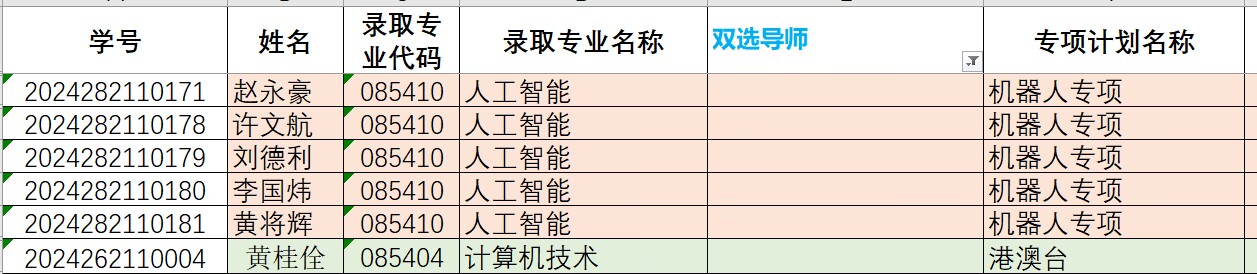 学号 姓名 录取专业代码 录取专业名称 双选导师 专项计划名称
2024282110171 赵永豪 085410 人工智能 机器人专项
2024282110178 许文航 085410 人工智能 机器人专项
2024282110179 刘德利 085410 人工智能 机器人专项
2024282110180 李国炜 085410 人工智能 机器人专项
2024282110181 黄将辉 085410 人工智能 机器人专项
2024262110004 黄桂佺 085404 计算机技术 港澳台